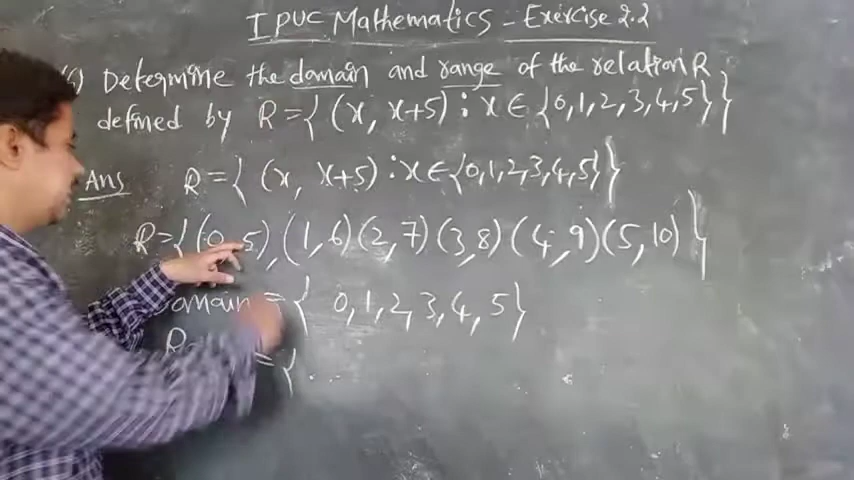 I PUC Mathematics - Exercise 2.2
Determine the domain and range of the relation R
defined by R={(x, x+5) : x ∈ {0,1,2,3,4,5}}
Ans R={ (x, x+5) : x ∈ {0,1,2,3,4,5}}
R={(0 5),(1,6)(2,7)(3,8)(4,9)(5,10)}
omain = { 0,1,2,3,4,5}
R = { . . .